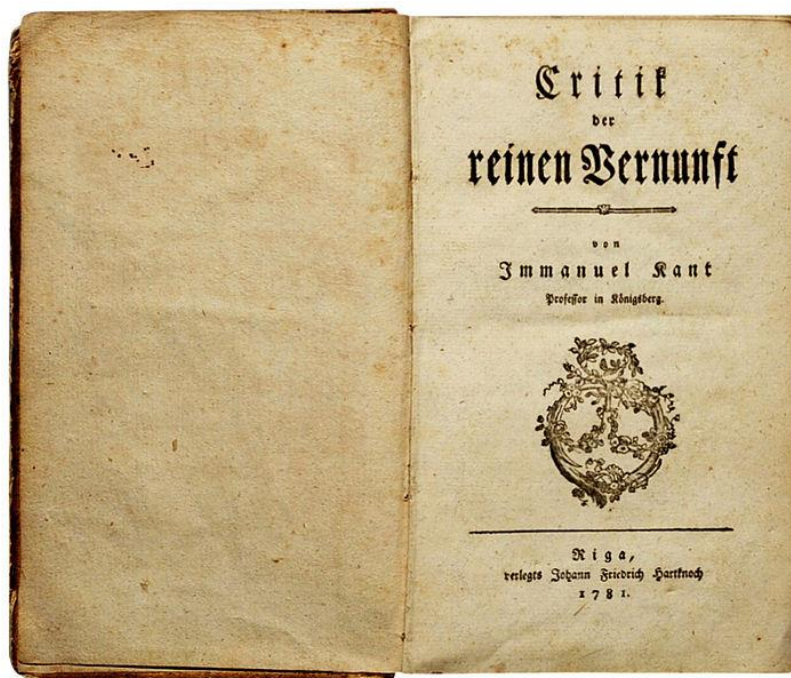 Critik
der
reinen Vernunft
von
Immanuel Kant
Professor in Königsberg.
Riga,
verlegts Johann Friedrich Hartknoch
1781.